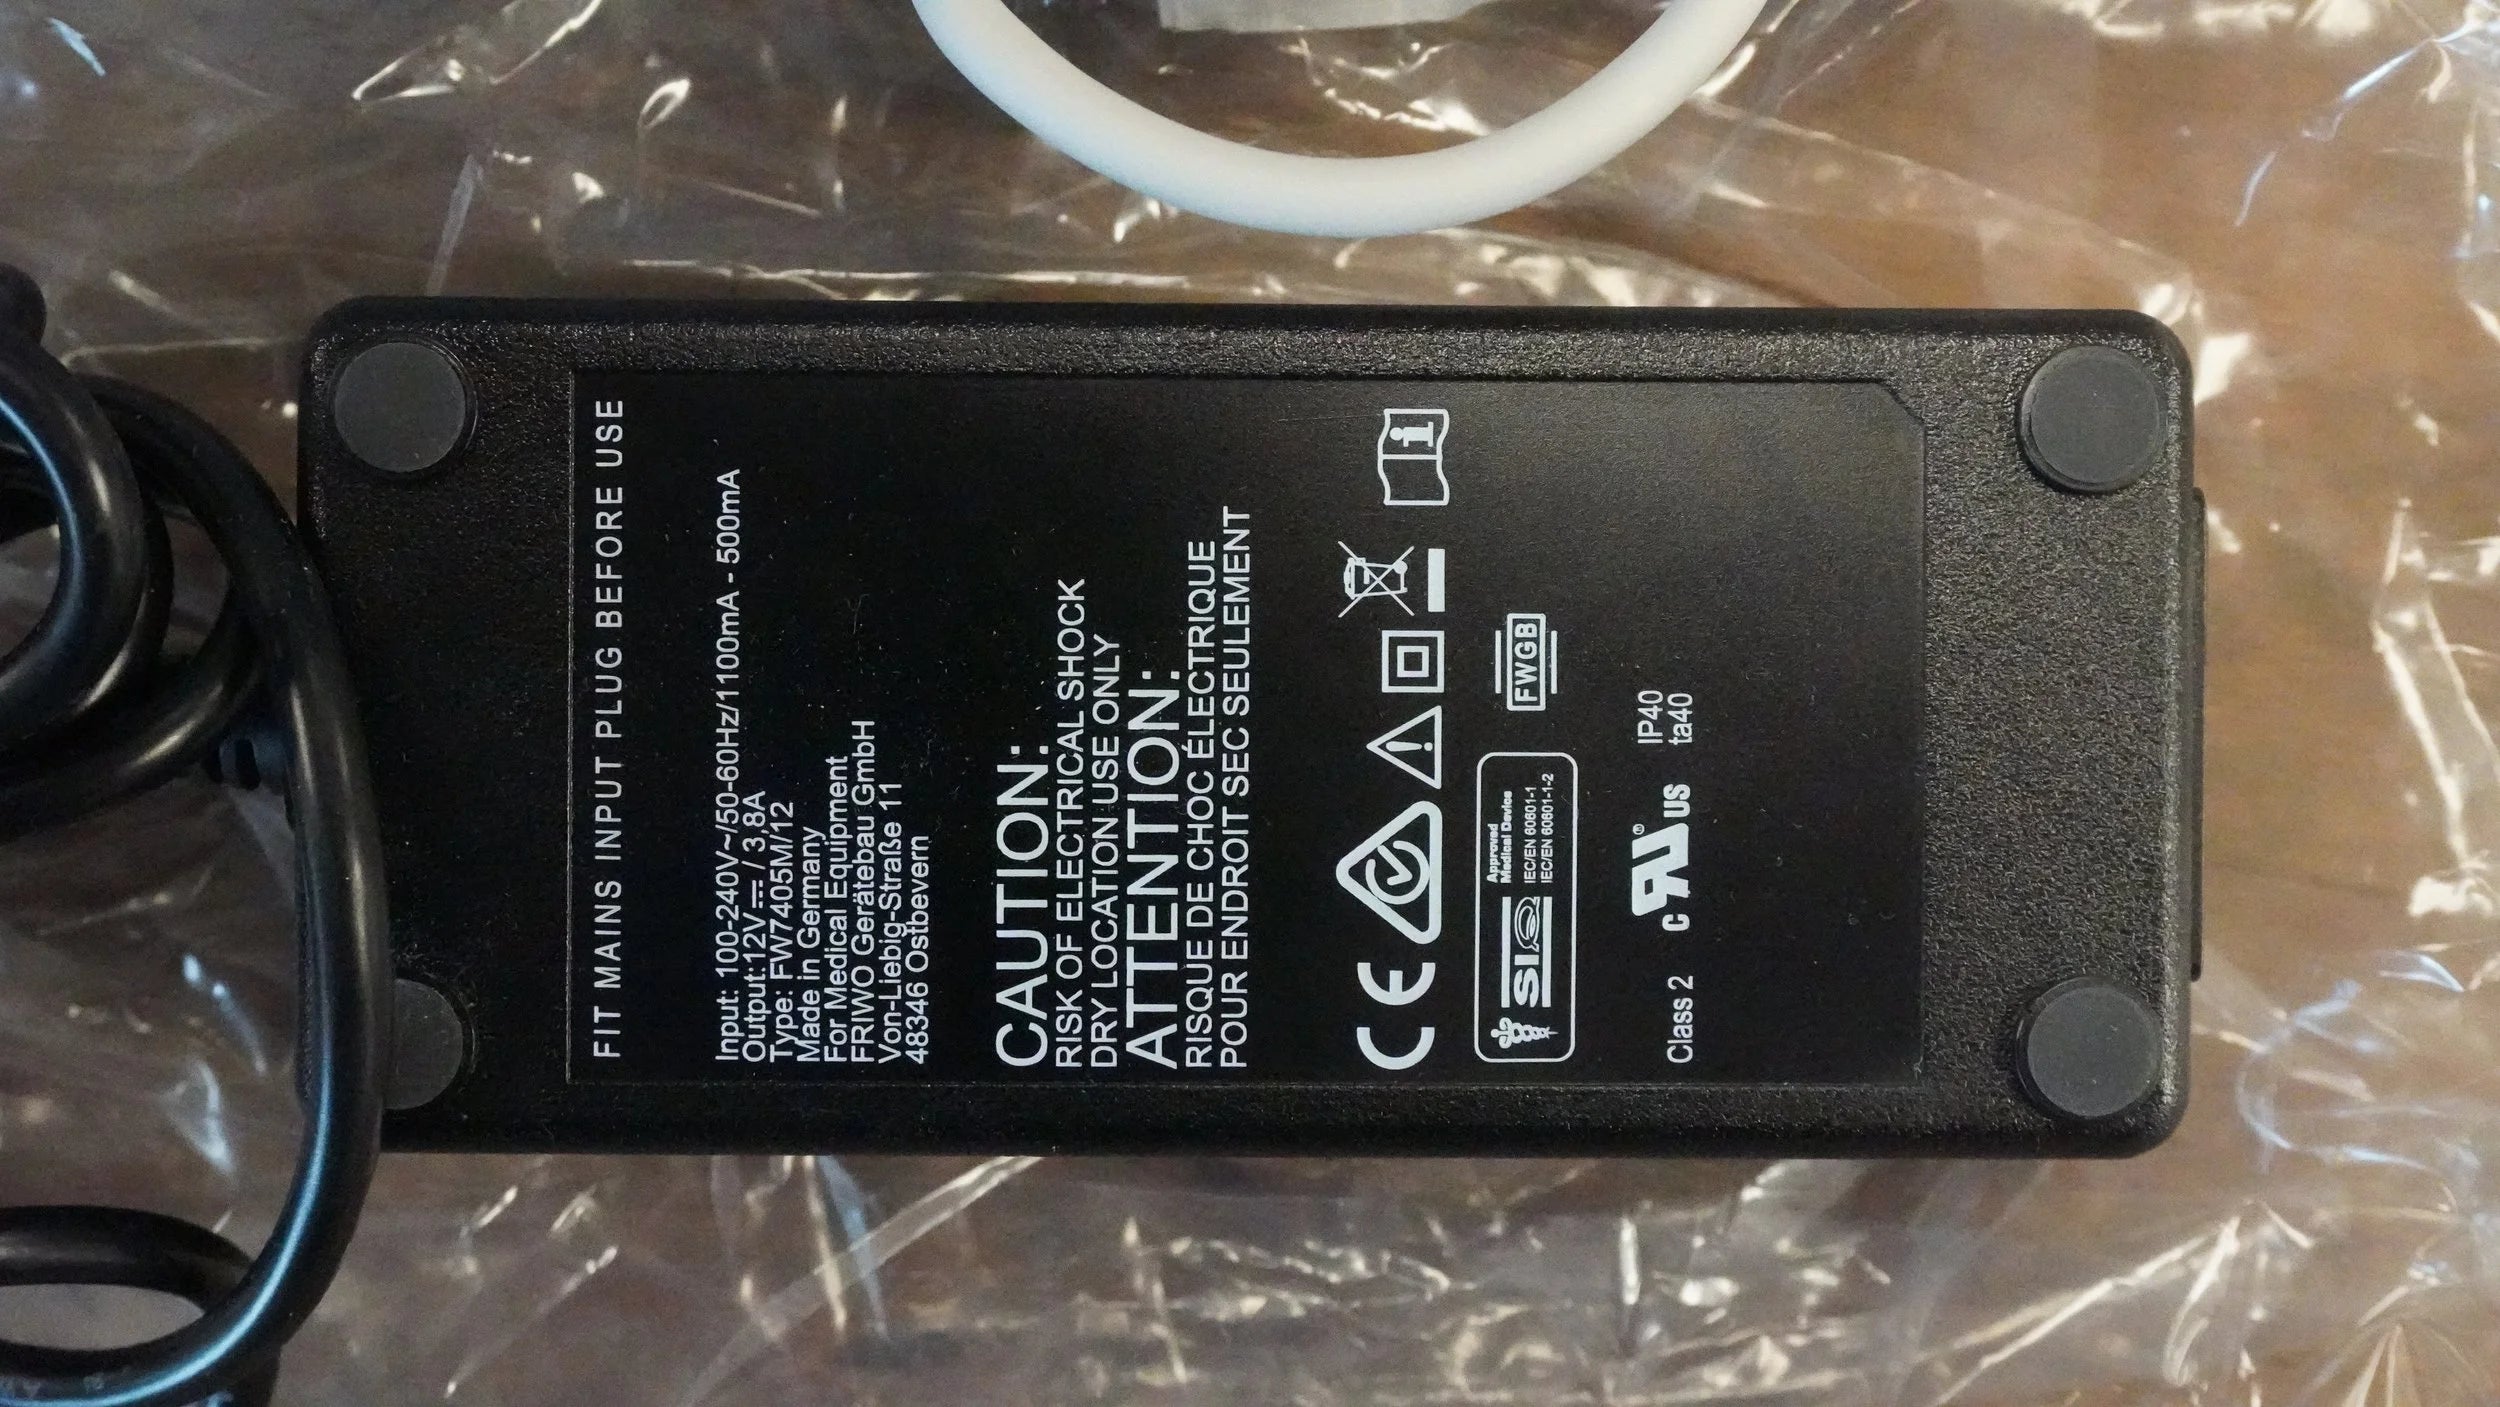 FIT MAINS INPUT PLUG BEFORE USE
Input: 100-240V~/50-60Hz/1100mA - 500mA
Output:12V⎓ / 3,8A
Type: FW7405M/12
Made in Germany
For Medical Equipment
FRIWO Gerätebau GmbH
Von-Liebig-Straße 11
48346 Ostbevern
CAUTION:
RISK OF ELECTRICAL SHOCK
DRY LOCATION USE ONLY
ATTENTION:
RISQUE DE CHOC ÉLECTRIQUE
POUR ENDROIT SEC SEULEMENT
CE
i
SIQ
Approved
Medical Device
IEC/EN 60601-1
IEC/EN 60601-1-2
FWGB
Class 2
c RU® US
IP40
ta40